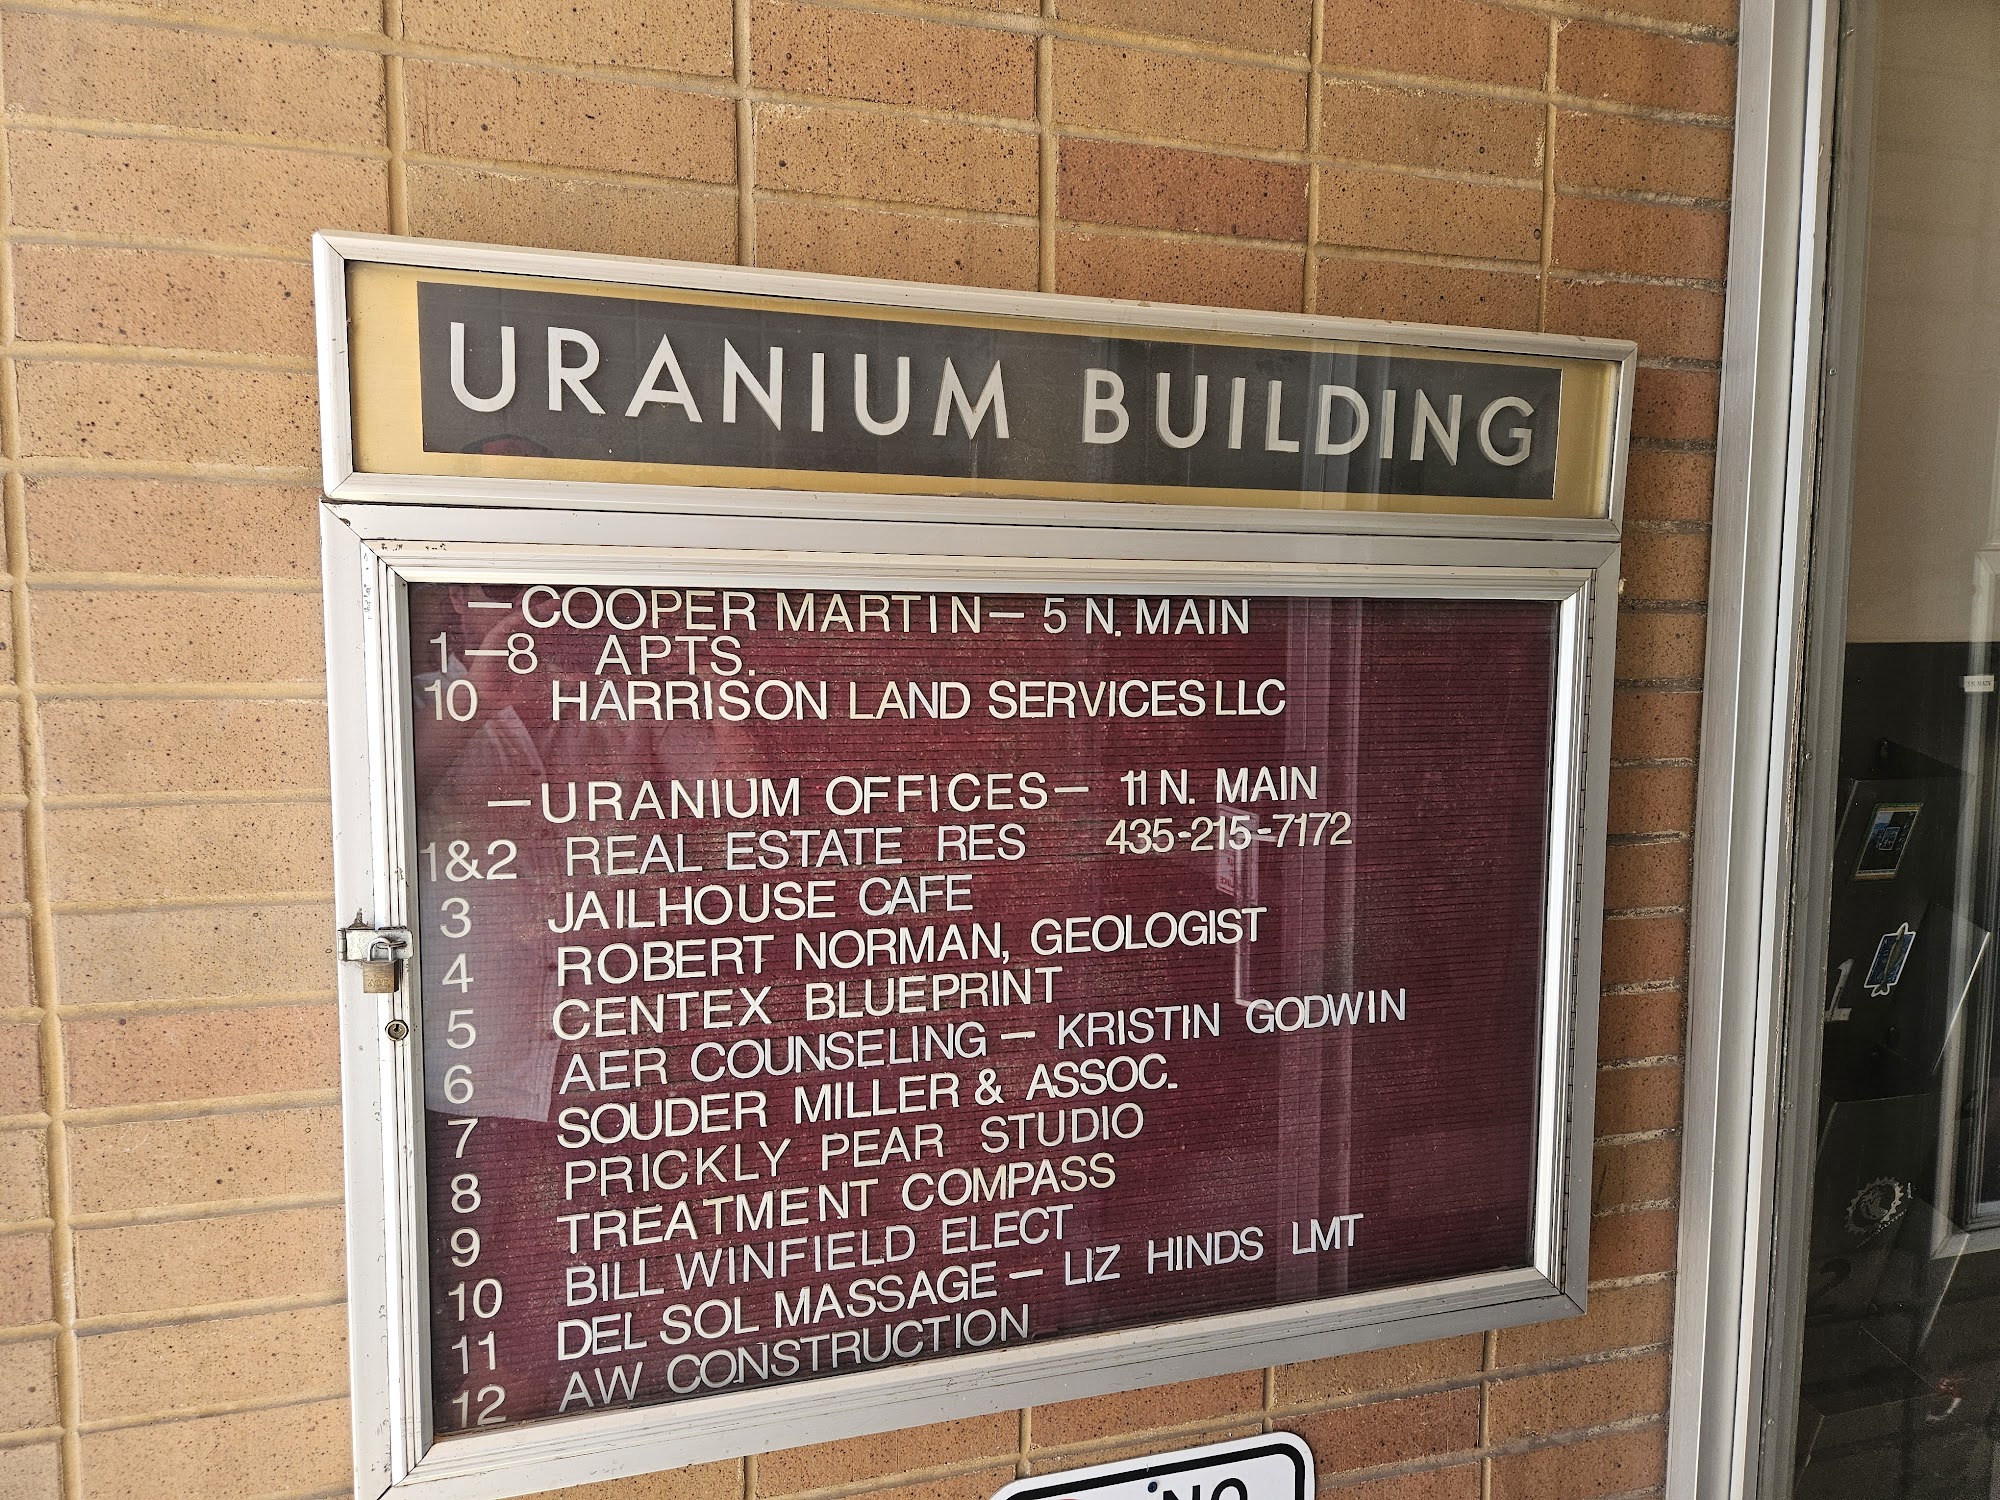 URANIUM BUILDING
—COOPER MARTIN— 5 N. MAIN
1—8 APTS.
10 HARRISON LAND SERVICES LLC
—URANIUM OFFICES— 11 N. MAIN
1&2 REAL ESTATE RES 435-215-7172
3 JAILHOUSE CAFE
4 ROBERT NORMAN, GEOLOGIST
5 CENTEX BLUEPRINT
6 AER COUNSELING — KRISTIN GODWIN
7 SOUDER MILLER & ASSOC.
8 PRICKLY PEAR STUDIO
9 TREATMENT COMPASS
10 BILL WINFIELD ELECT
11 DEL SOL MASSAGE — LIZ HINDS LMT
12 AW CONSTRUCTION
NO
1
2